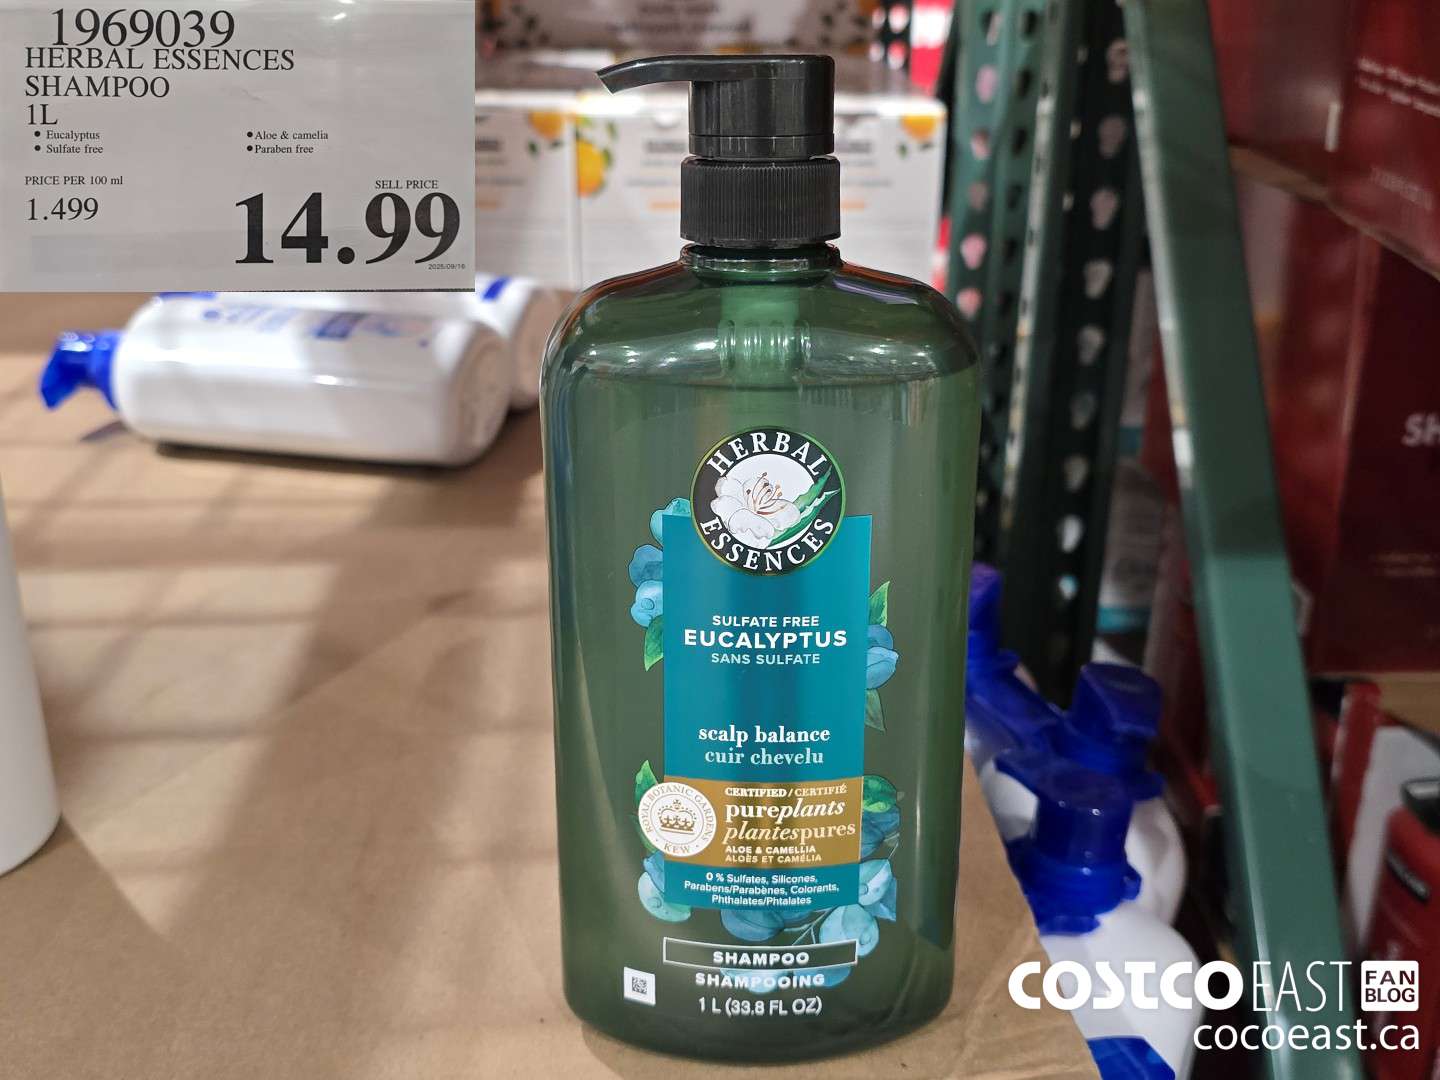 1969039
HERBAL ESSENCES
SHAMPOO
1L
• Eucalyptus
• Aloe & camelia
• Sulfate free
• Paraben free
PRICE PER 100 ml
SELL PRICE
1.499
14.99
2025/09/16
HERBAL
ESSENCES
SULFATE FREE
EUCALYPTUS
SANS SULFATE
scalp balance
cuir chevelu
ROYAL BOTANIC GARDENS
KEW
CERTIFIED / CERTIFIÉ
pureplants
plantespures
ALOE & CAMELLIA
ALOÈS ET CAMÉLIA
0 % Sulfates, Silicones,
Parabens/Parabènes, Colorants,
Phthalates/Phtalates
SHAMPOO
SHAMPOOING
1 L (33.8 FL OZ)
SH
COSTCO EAST FAN
BLOG
cocoeast.ca